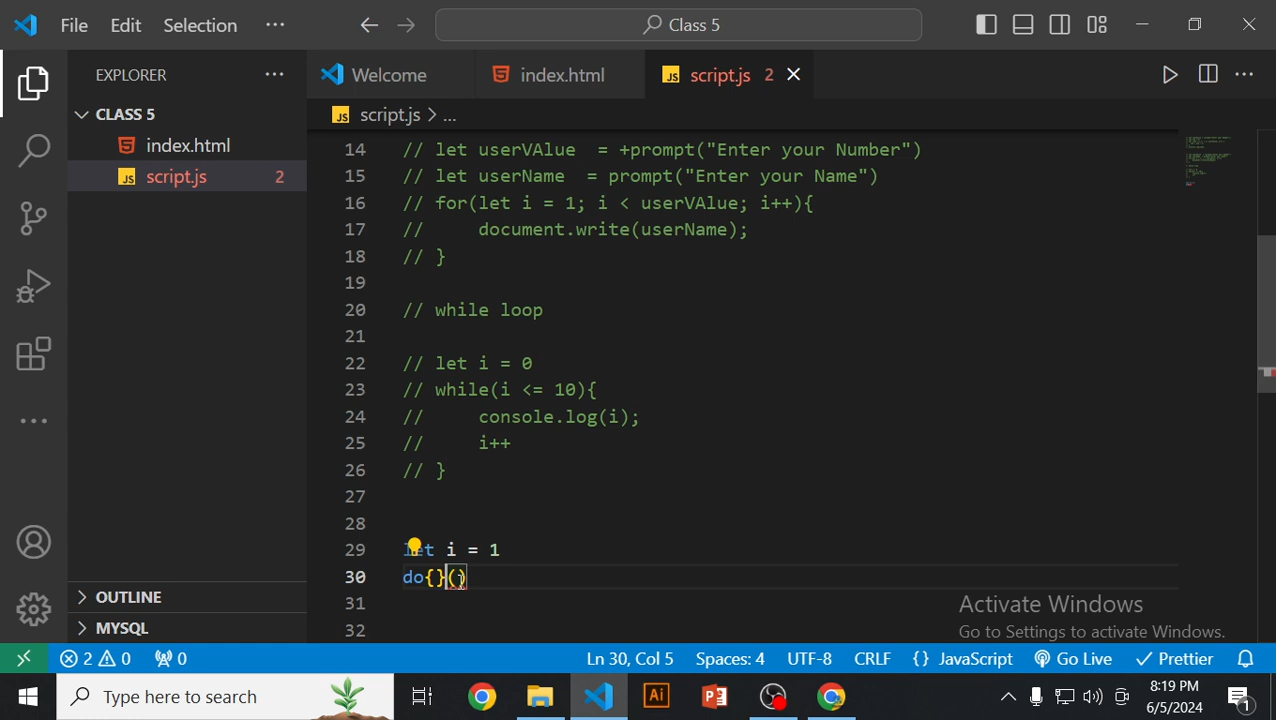 File Edit Selection ··· Class 5
EXPLORER ···
CLASS 5
index.html
script.js 2
OUTLINE
MYSQL
Welcome index.html script.js 2
script.js > ...
14 // let userVAlue = +prompt("Enter your Number")
15 // let userName = prompt("Enter your Name")
16 // for(let i = 1; i < userVAlue; i++){
17 // document.write(userName);
18 // }
19
20 // while loop
21
22 // let i = 0
23 // while(i <= 10){
24 // console.log(i);
25 // i++
26 // }
27
28
29 let i = 1
30 do{}()
31
32
Activate Windows
Go to Settings to activate Windows.
2 0 0 Ln 30, Col 5 Spaces: 4 UTF-8 CRLF {} JavaScript Go Live Prettier
Type here to search Ai P 8:19 PM
6/5/2024 1